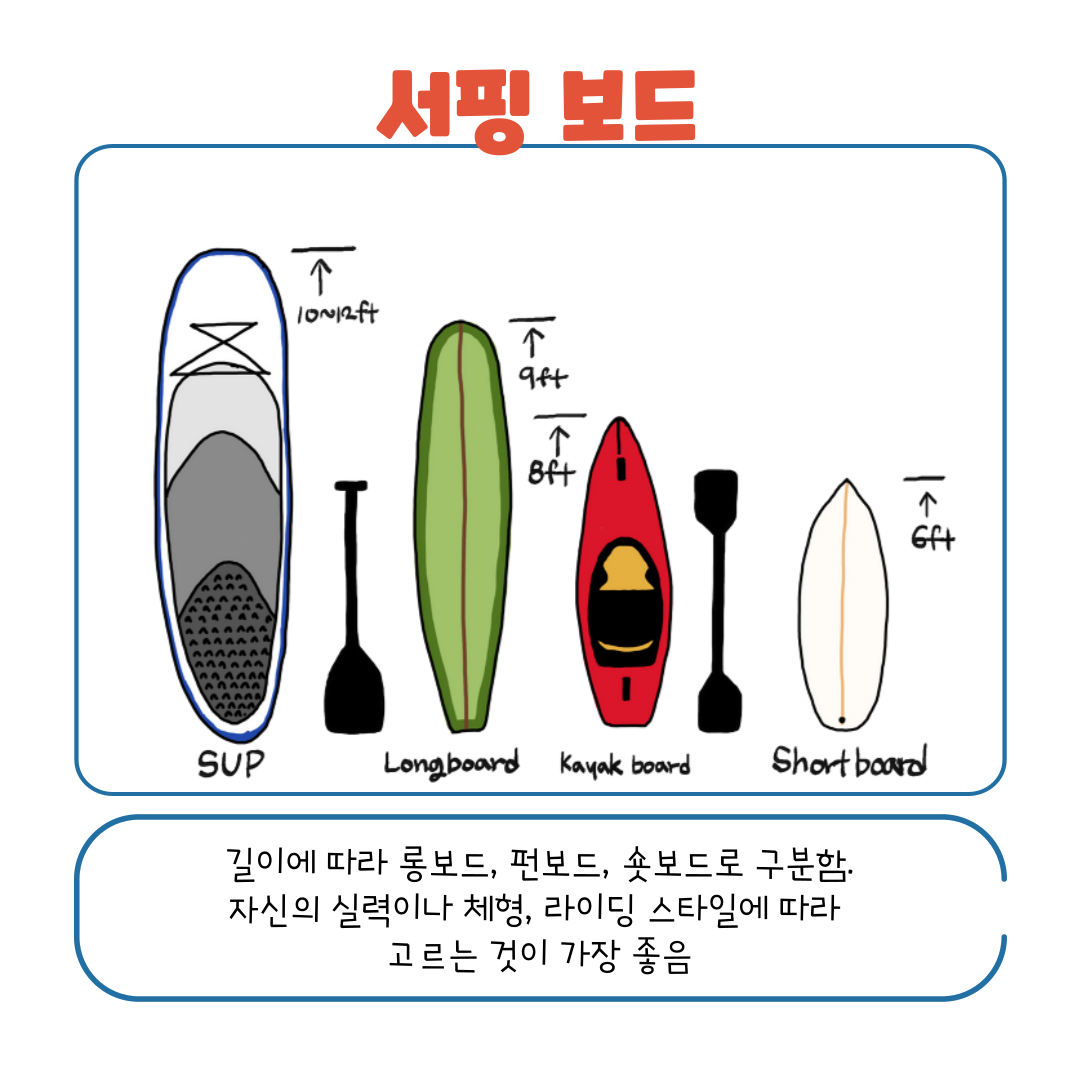 서핑 보드
10~12ft
9ft
8ft
6ft
SUP
Longboard
Kayak board
Shortboard
길이에 따라 롱보드, 펀보드, 숏보드로 구분함.
자신의 실력이나 체형, 라이딩 스타일에 따라
고르는 것이 가장 좋음